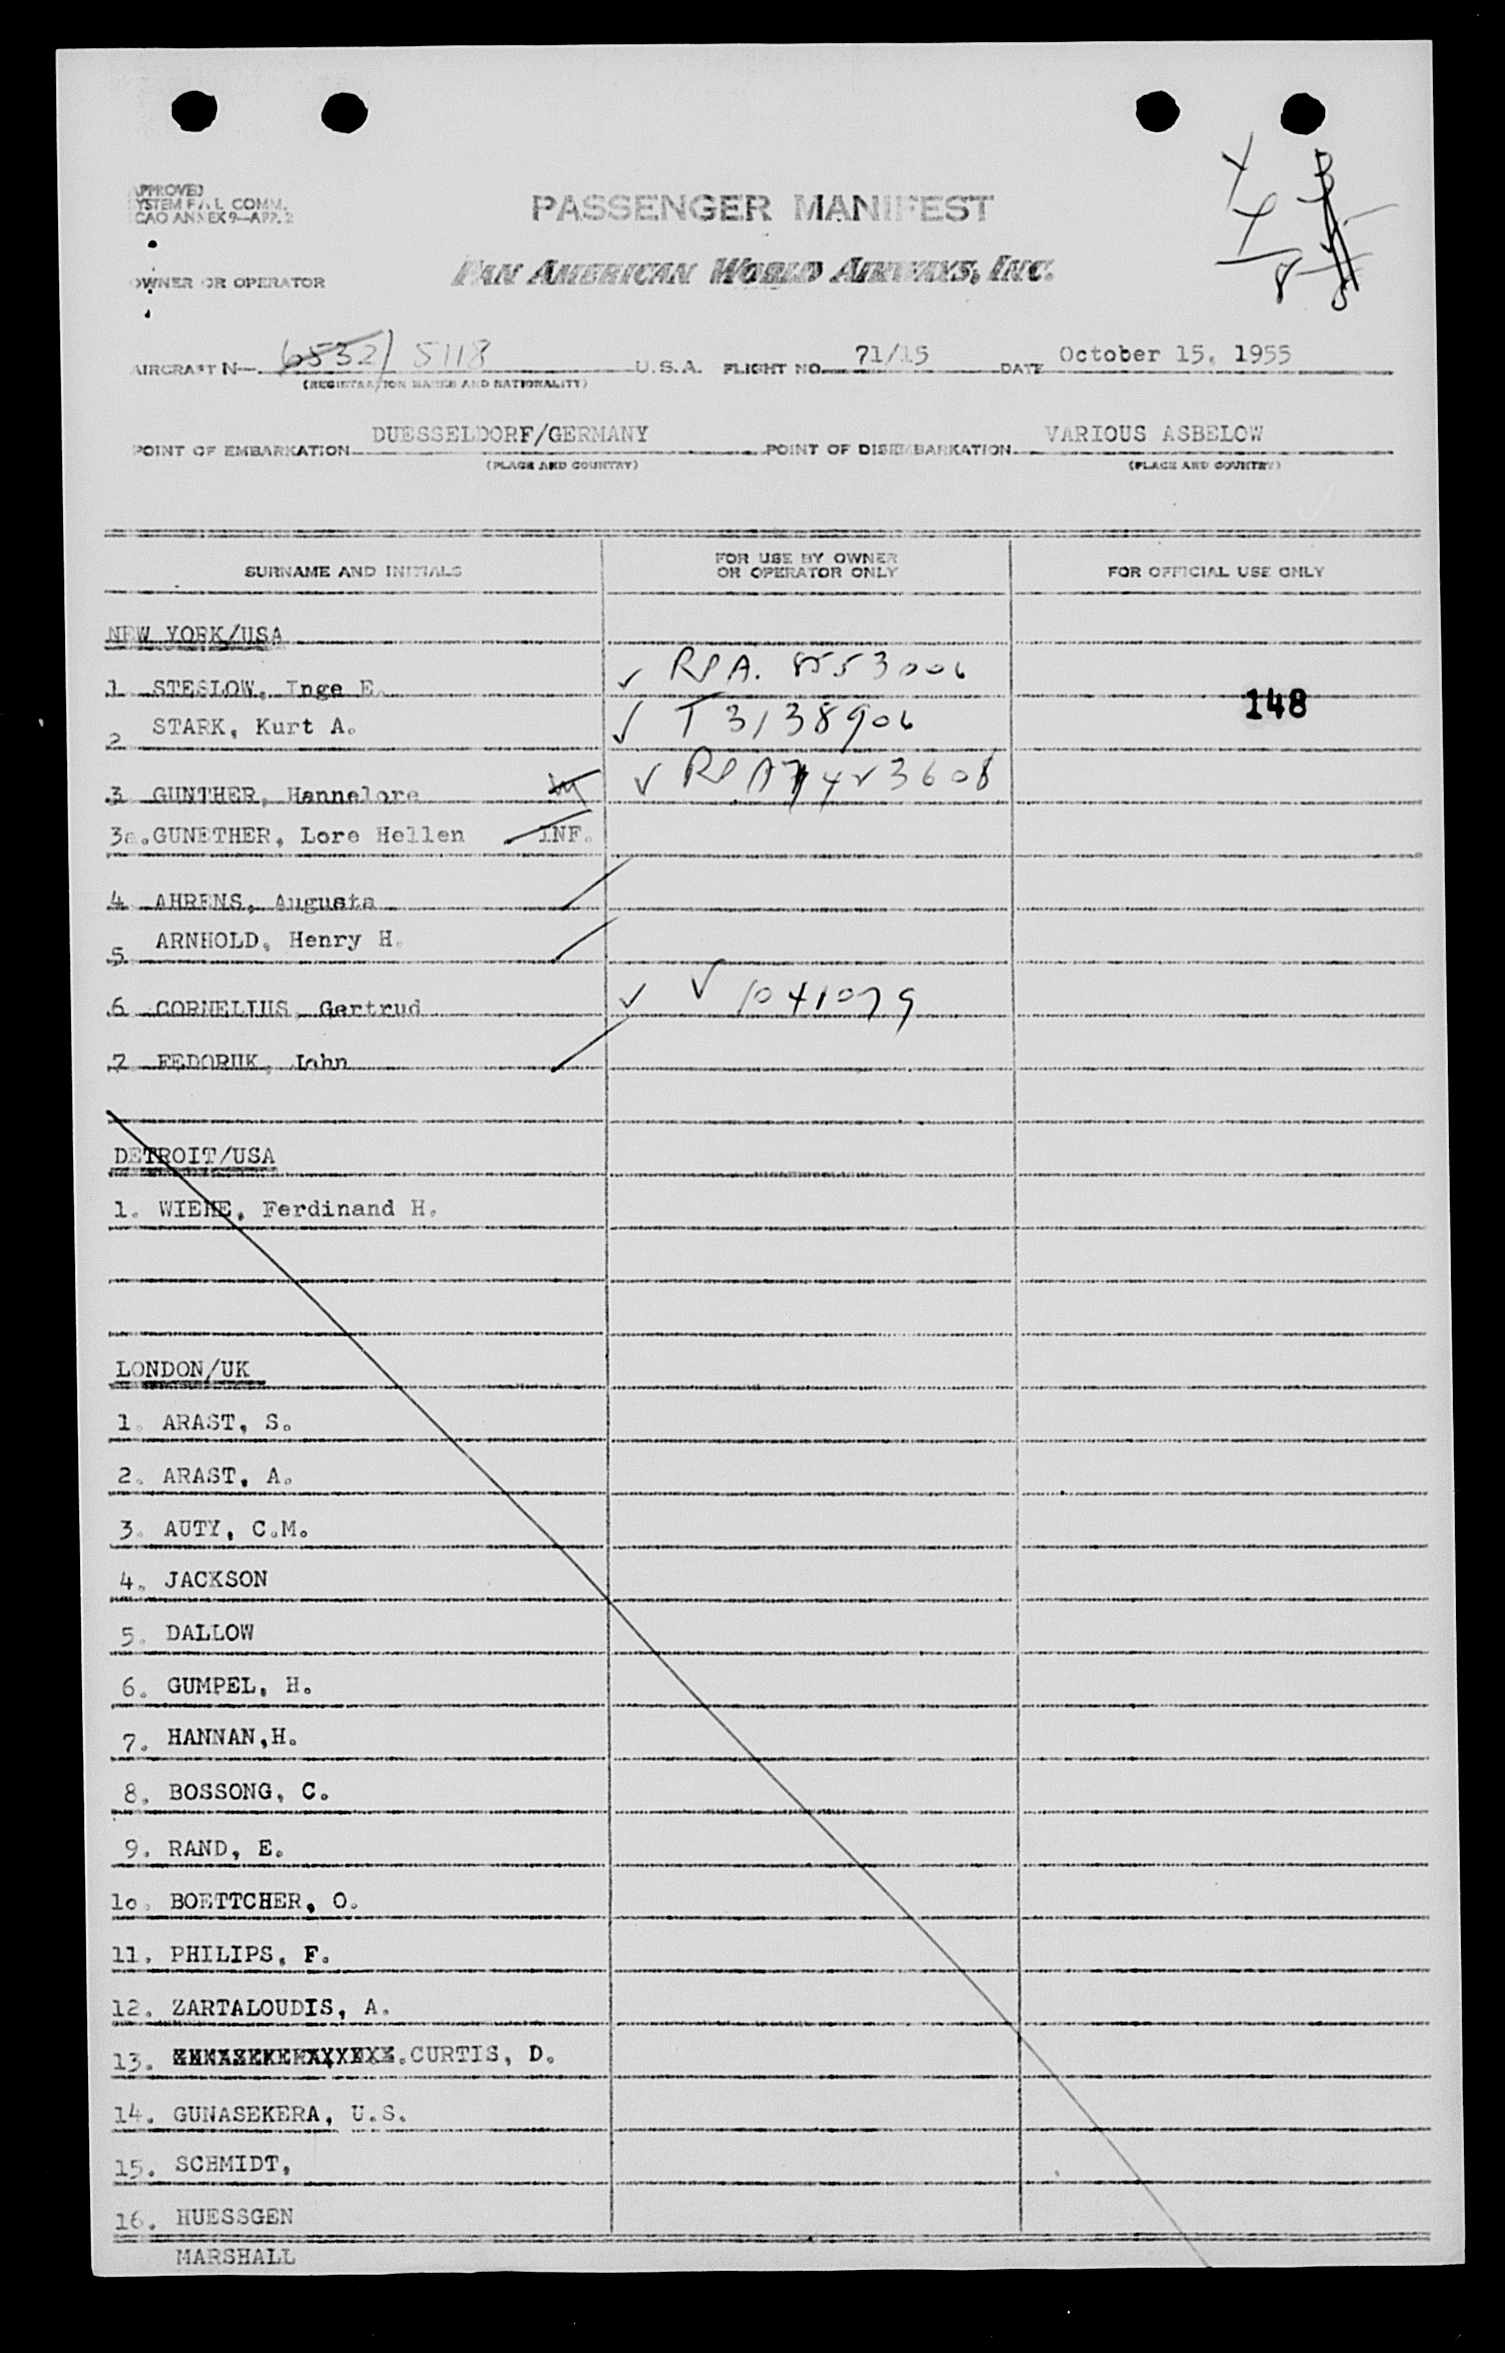 APPROVED
SYSTEM FAL COMM.
ICAO ANNEX 9—APP. 2
PASSENGER MANIFEST
OWNER OR OPERATOR
PAN AMERICAN WORLD AIRWAYS, INC.
AIRCRAFT N— 6532 / 5118 U. S. A. FLIGHT NO. 71/15 DATE October 15, 1955
(REGISTRATION MARKS AND NATIONALITY)
POINT OF EMBARKATION DUESSELDORF/GERMANY POINT OF DISEMBARKATION VARIOUS ASBELOW
(PLACE AND COUNTRY) (PLACE AND COUNTRY)
SURNAME AND INITIALS FOR USE BY OWNER OR OPERATOR ONLY FOR OFFICIAL USE ONLY
NEW YORK/USA
1 STESLOW, Inge E. ✓ RPA. 8553006
148
2 STARK, Kurt A. ✓ T 3138906
3 GUNTHER, Hannelore ✓
3a. GUNETHER, Lore Hellen INF.
4 AHRENS, Augusta
5 ARNHOLD, Henry H.
6 CORNELIUS, Gertrud ✓ ✓ 1041079
7 FEDORUK, John
DETROIT/USA
1. WIEHE, Ferdinand H.
LONDON/UK
1. ARAST, S.
2. ARAST, A.
3. AUTY, C.M.
4. JACKSON
5. DALLOW
6. GUMPEL, H.
7. HANNAN,H.
8. BOSSONG, C.
9. RAND, E.
1o. BOETTCHER, O.
11. PHILIPS, F.
12. ZARTALOUDIS, A.
13. CURTIS, D.
14. GUNASEKERA, U.S.
15. SCHMIDT,
16. HUESSGEN
MARSHALL